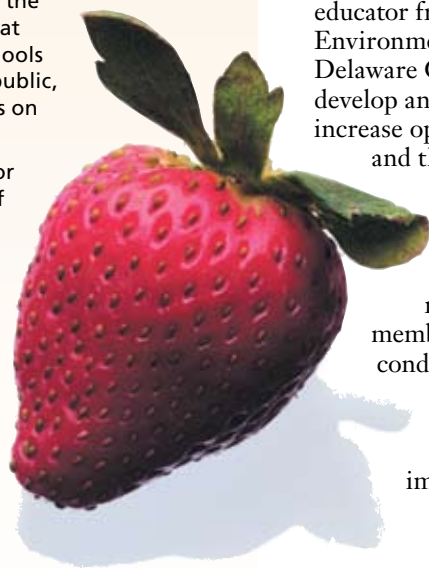 the
at
ools
public,
s on
or
f
educator fr
Environme
Delaware C
develop an
increase op
and th
memb
cond
im